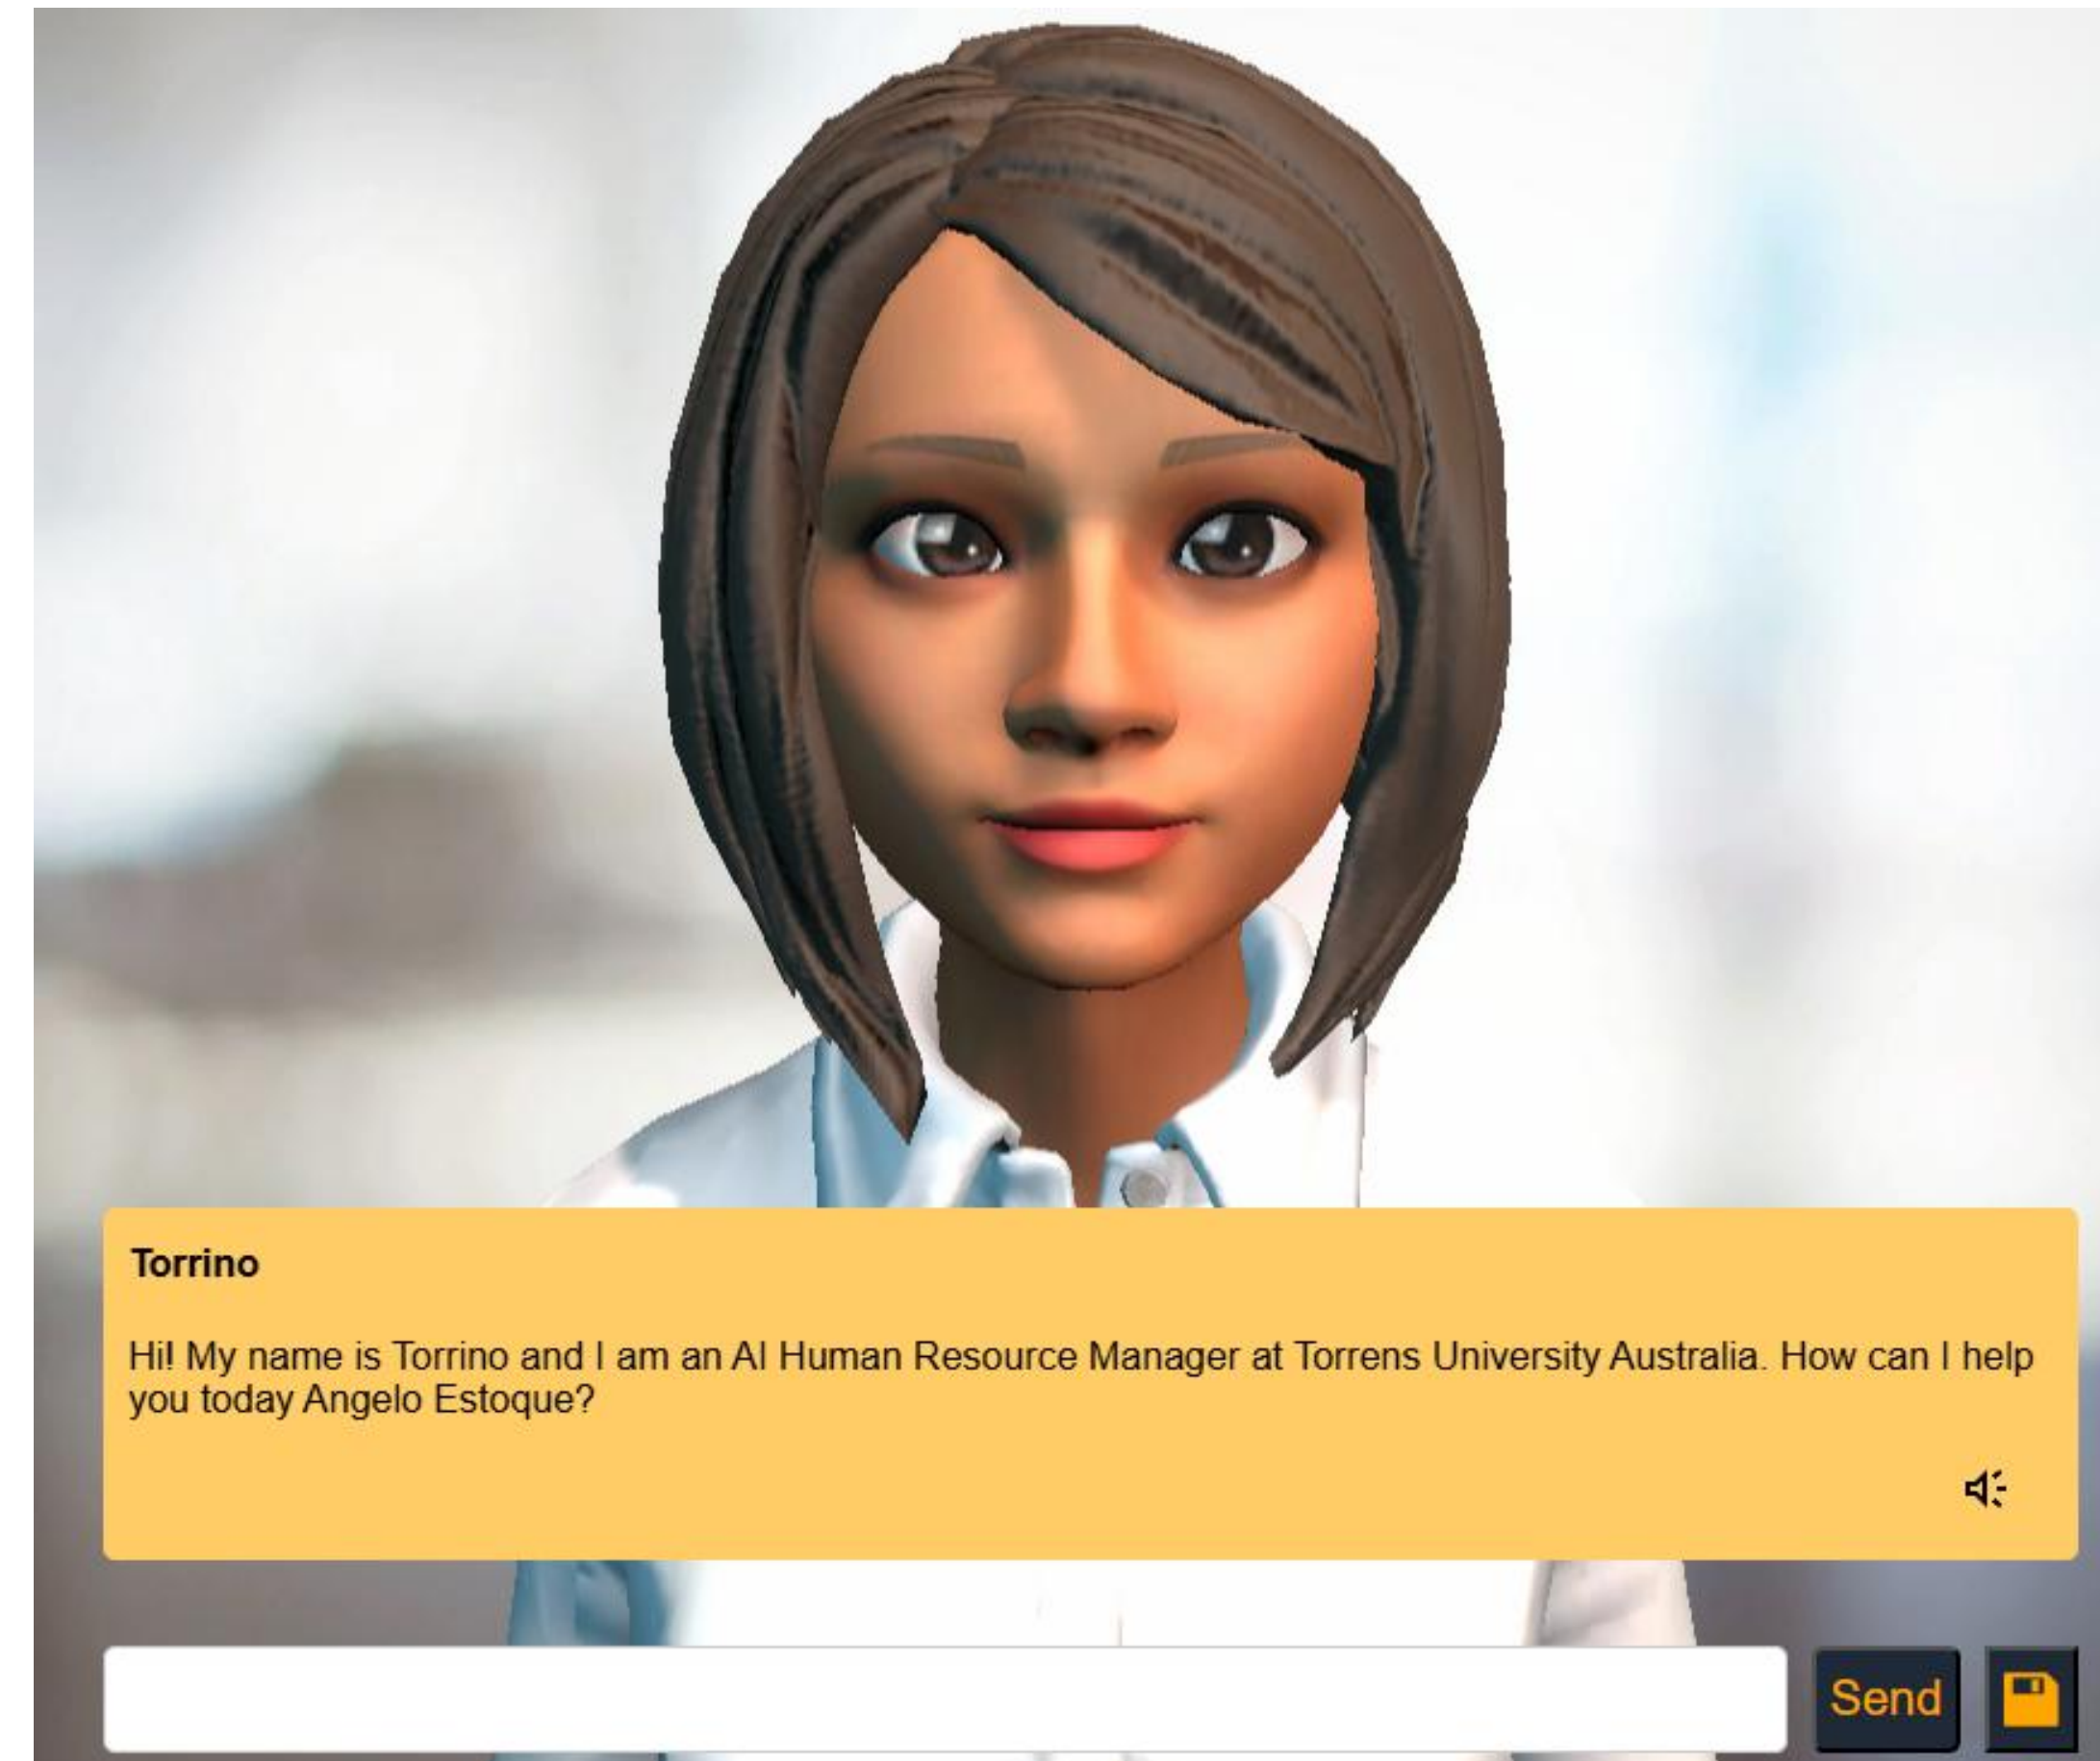 Torrino
Hi! My name is Torrino and I am an AI Human Resource Manager at Torrens University Australia. How can I help
you today Angelo Estoque?
Send